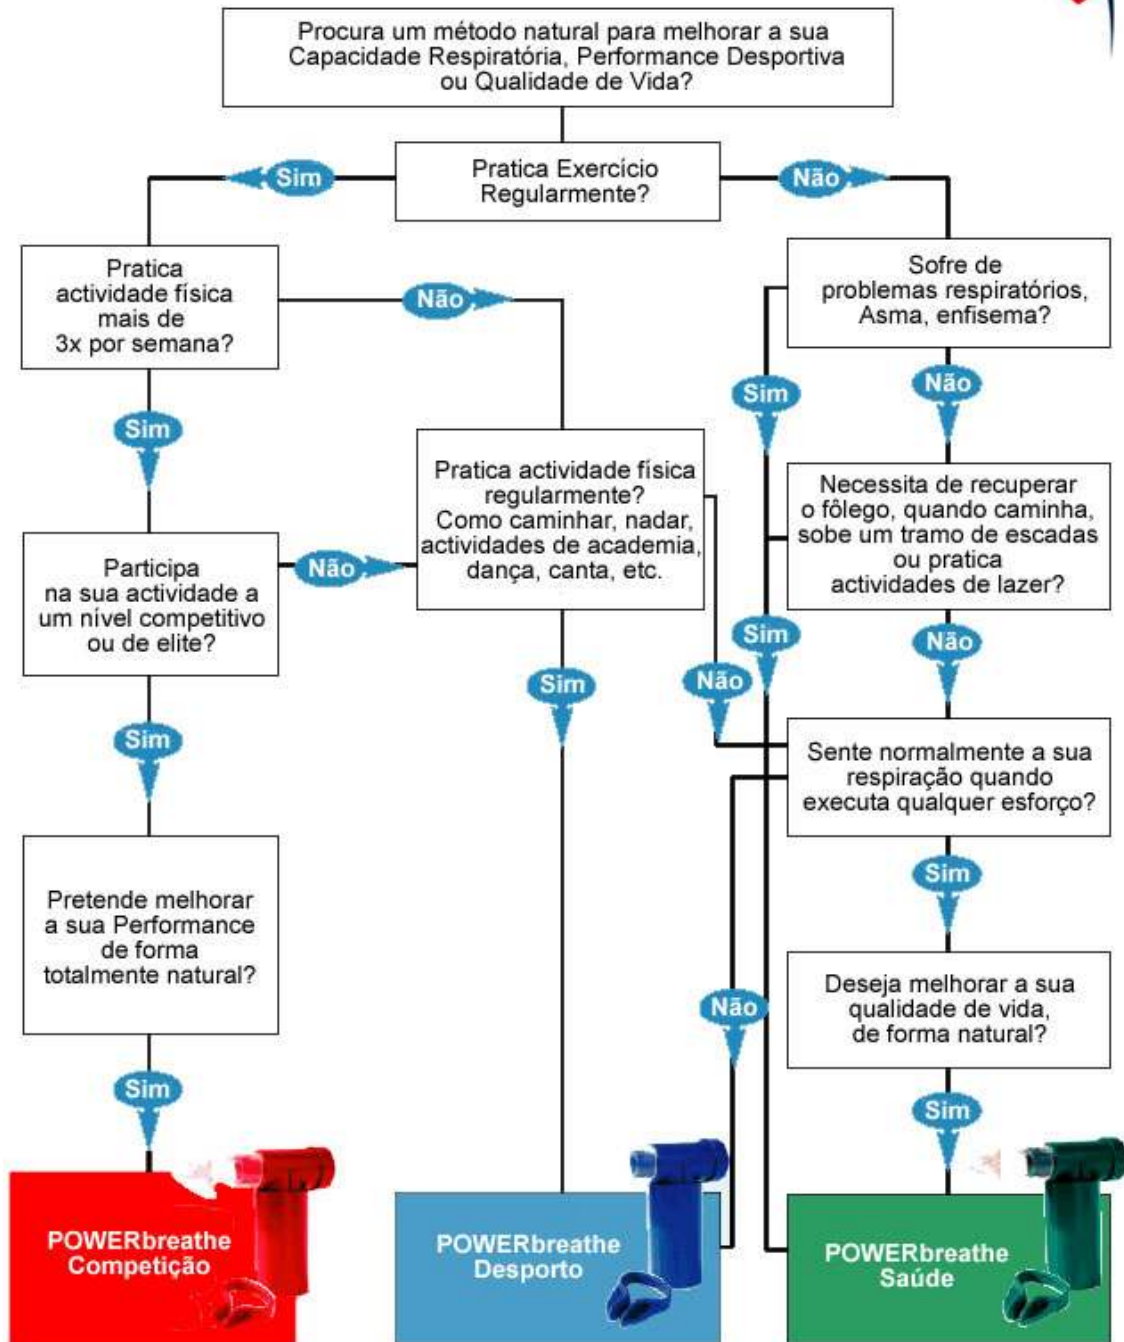 Procura um método natural para melhorar a sua
Capacidade Respiratória, Performance Desportiva
ou Qualidade de Vida?
Pratica Exercício
Regularmente?
Sim
Não
Pratica
actividade física
mais de
3x por semana?
Não
Sofre de
problemas respiratórios,
Asma, enfisema?
Sim
Sim
Não
Pratica actividade física
regularmente?
Como caminhar, nadar,
actividades de academia,
dança, canta, etc.
Necessita de recuperar
o fôlego, quando caminha,
sobe um tramo de escadas
ou pratica
actividades de lazer?
Participa
na sua actividade a
um nível competitivo
ou de elite?
Não
Sim
Não
Sim
Não
Sim
Sente normalmente a sua
respiração quando
executa qualquer esforço?
Sim
Pretende melhorar
a sua Performance
de forma
totalmente natural?
Não
Deseja melhorar a sua
qualidade de vida,
de forma natural?
Sim
Sim
POWERbreathe
Competição
POWERbreathe
Desporto
POWERbreathe
Saúde